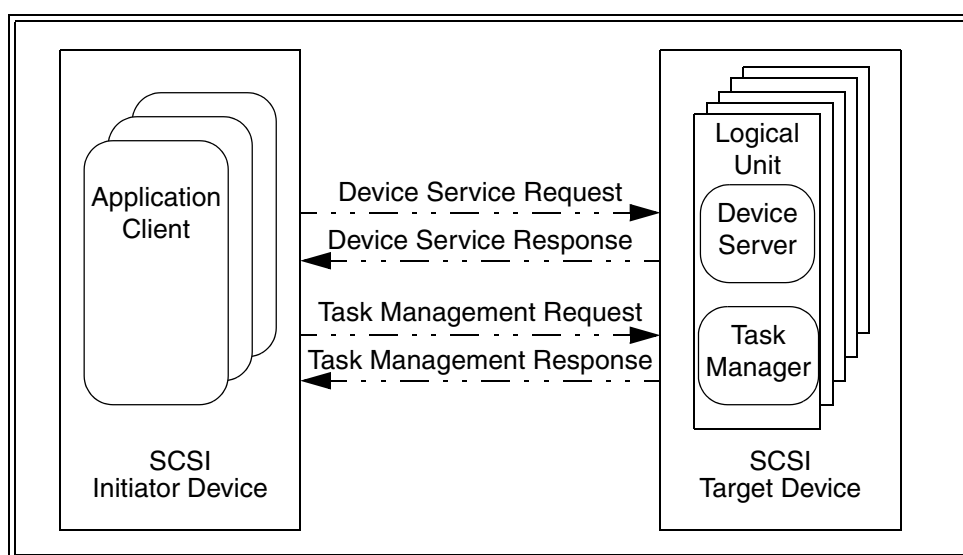 Application
Client
SCSI
Initiator Device
Device Service Request
Device Service Response
Task Management Request
Task Management Response
Logical
Unit
Device
Server
Task
Manager
SCSI
Target Device